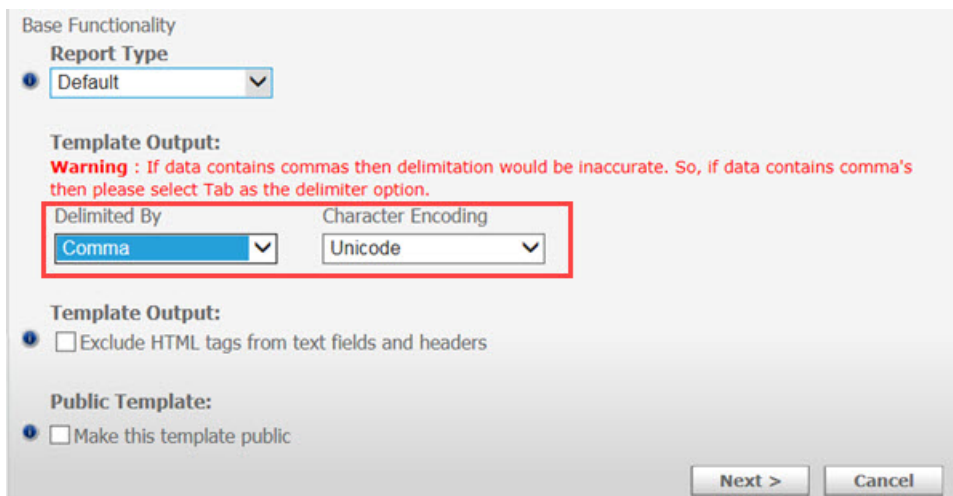 Base Functionality
Report Type
Default
Template Output:
Warning : If data contains commas then delimitation would be inaccurate. So, if data contains comma's
then please select Tab as the delimiter option.
Delimited By Character Encoding
Comma Unicode
Template Output:
Exclude HTML tags from text fields and headers
Public Template:
Make this template public
Next > Cancel